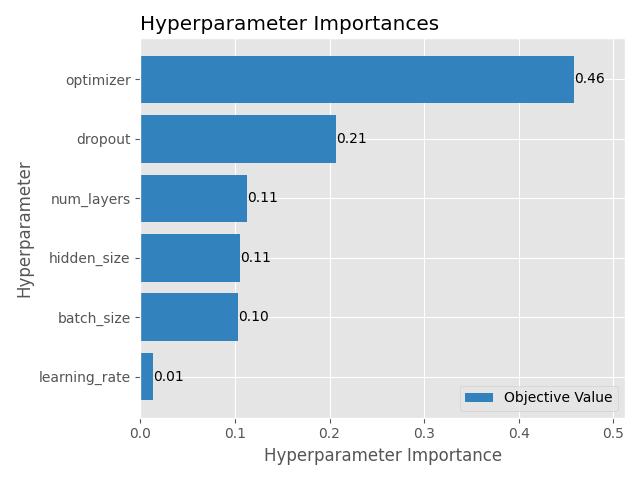 Hyperparameter Importances
Hyperparameter
optimizer 0.46
dropout 0.21
num_layers 0.11
hidden_size 0.11
batch_size 0.10
learning_rate 0.01
Objective Value
0.0 0.1 0.2 0.3 0.4 0.5
Hyperparameter Importance